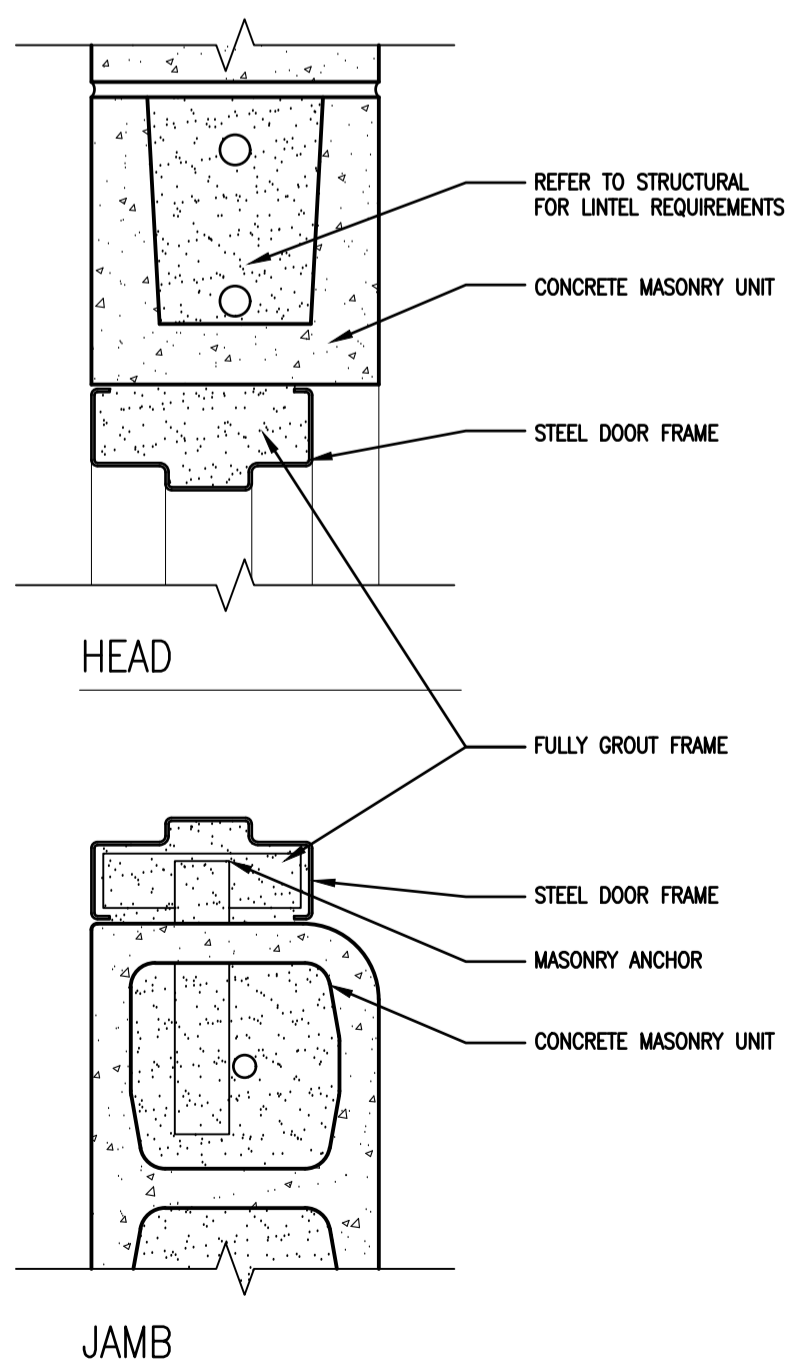 REFER TO STRUCTURAL
FOR LINTEL REQUIREMENTS
CONCRETE MASONRY UNIT
STEEL DOOR FRAME
HEAD
FULLY GROUT FRAME
STEEL DOOR FRAME
MASONRY ANCHOR
CONCRETE MASONRY UNIT
JAMB